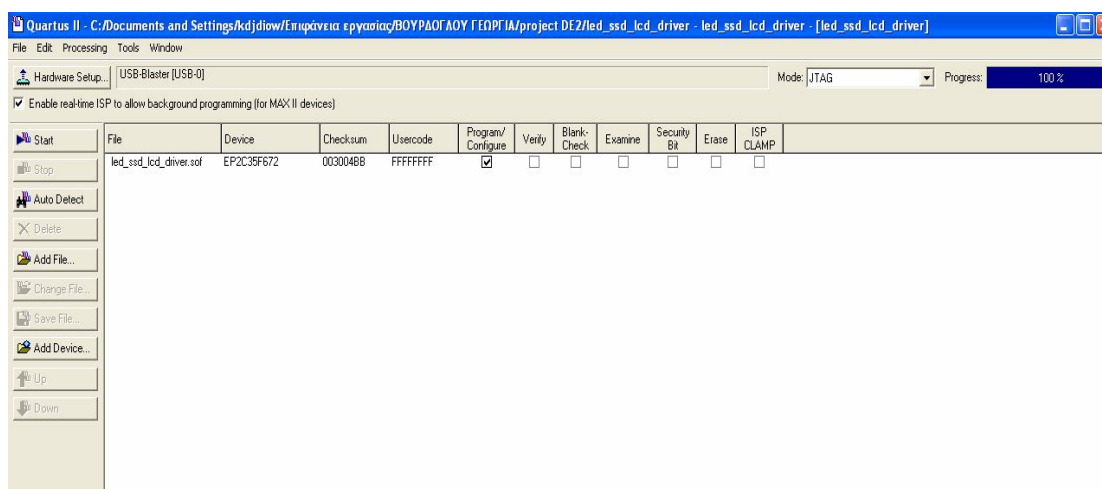 Quartus II - C:/Documents and Settings/kdjdiow/Επιφάνεια εργασίας/ΒΟΥΡΔΟΓΛΟΥ ΓΕΩΡΓΙΑ/project DE2/led_ssd_lcd_driver - led_ssd_lcd_driver - [led_ssd_lcd_driver]
File Edit Processing Tools Window
Hardware Setup... USB-Blaster [USB-0] Mode: JTAG Progress: 100 %
Enable real-time ISP to allow background programming (for MAX II devices)
Start
File Device Checksum Usercode Program/Configure Verify Blank-Check Examine Security Bit Erase ISP CLAMP
led_ssd_lcd_driver.sof EP2C35F672 003004BB FFFFFFFF
Stop
Auto Detect
Delete
Add File...
Change File...
Save File...
Add Device...
Up
Down